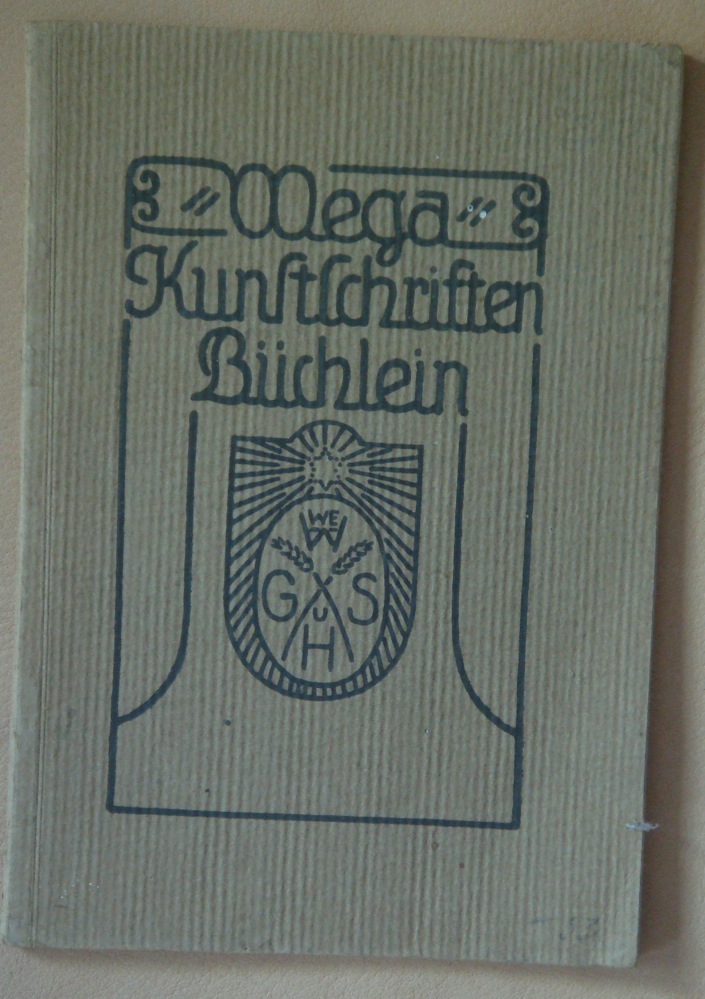 Wega
Kunſtſchriften
Büchlein
WE
G S
u
H